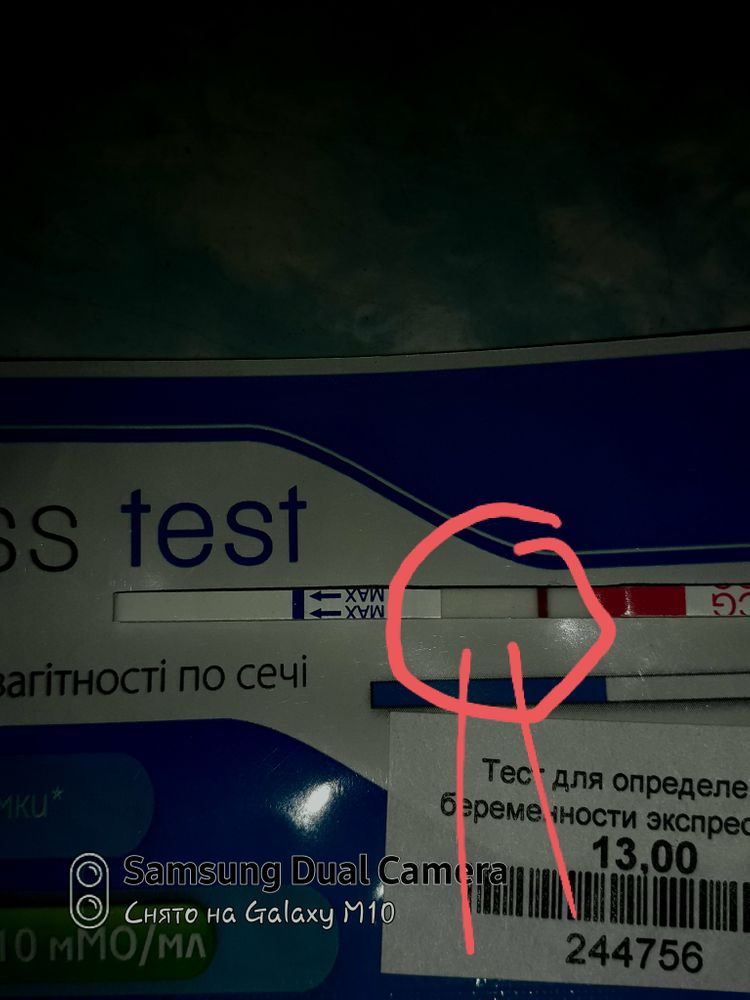 ss test
MAX
MAX
CG
вагітності по сечі
мки*
Тест для определе
беременности экспрес
13,00
Samsung Dual Camera
Снято на Galaxy M10
10 мМО/мл
244756